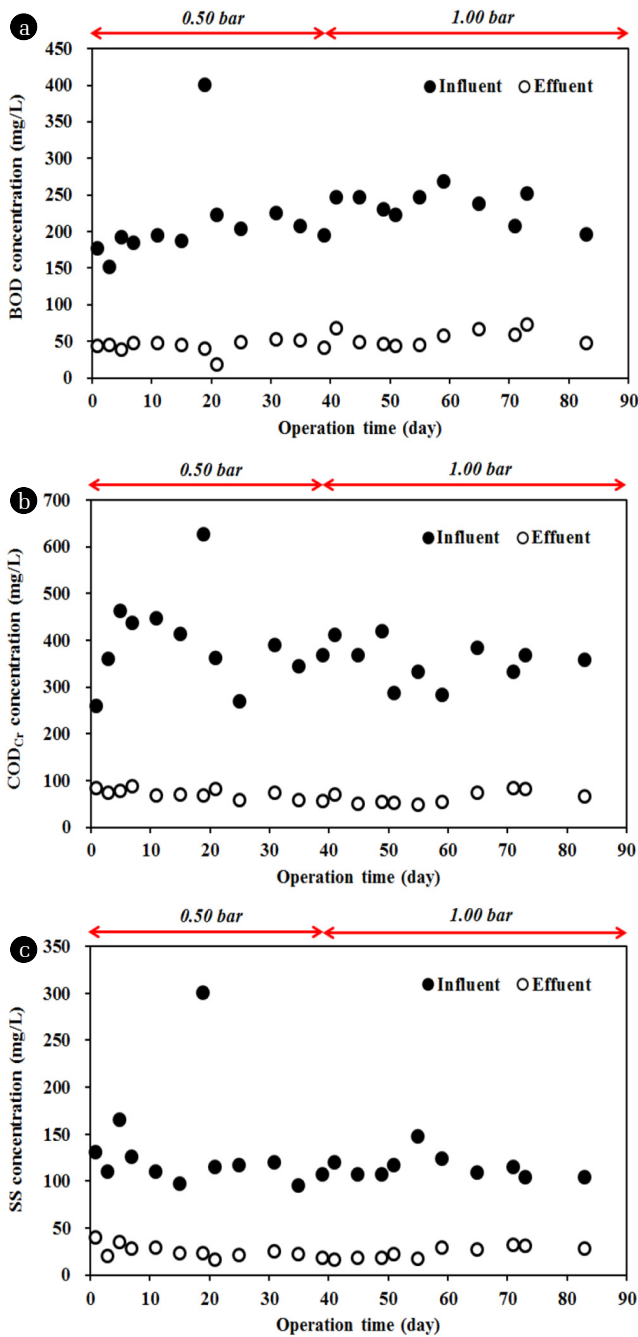 a
0.50 bar
1.00 bar
450
400
350
300
250
200
150
100
50
0
BOD concentration (mg/L)
Influent
Effuent
0 10 20 30 40 50 60 70 80 90
Operation time (day)
b
0.50 bar
1.00 bar
700
600
500
400
300
200
100
0
CODCr concentration (mg/L)
Influent
Effuent
0 10 20 30 40 50 60 70 80 90
Operation time (day)
c
0.50 bar
1.00 bar
350
300
250
200
150
100
50
0
SS concentration (mg/L)
Influent
Effuent
0 10 20 30 40 50 60 70 80 90
Operation time (day)